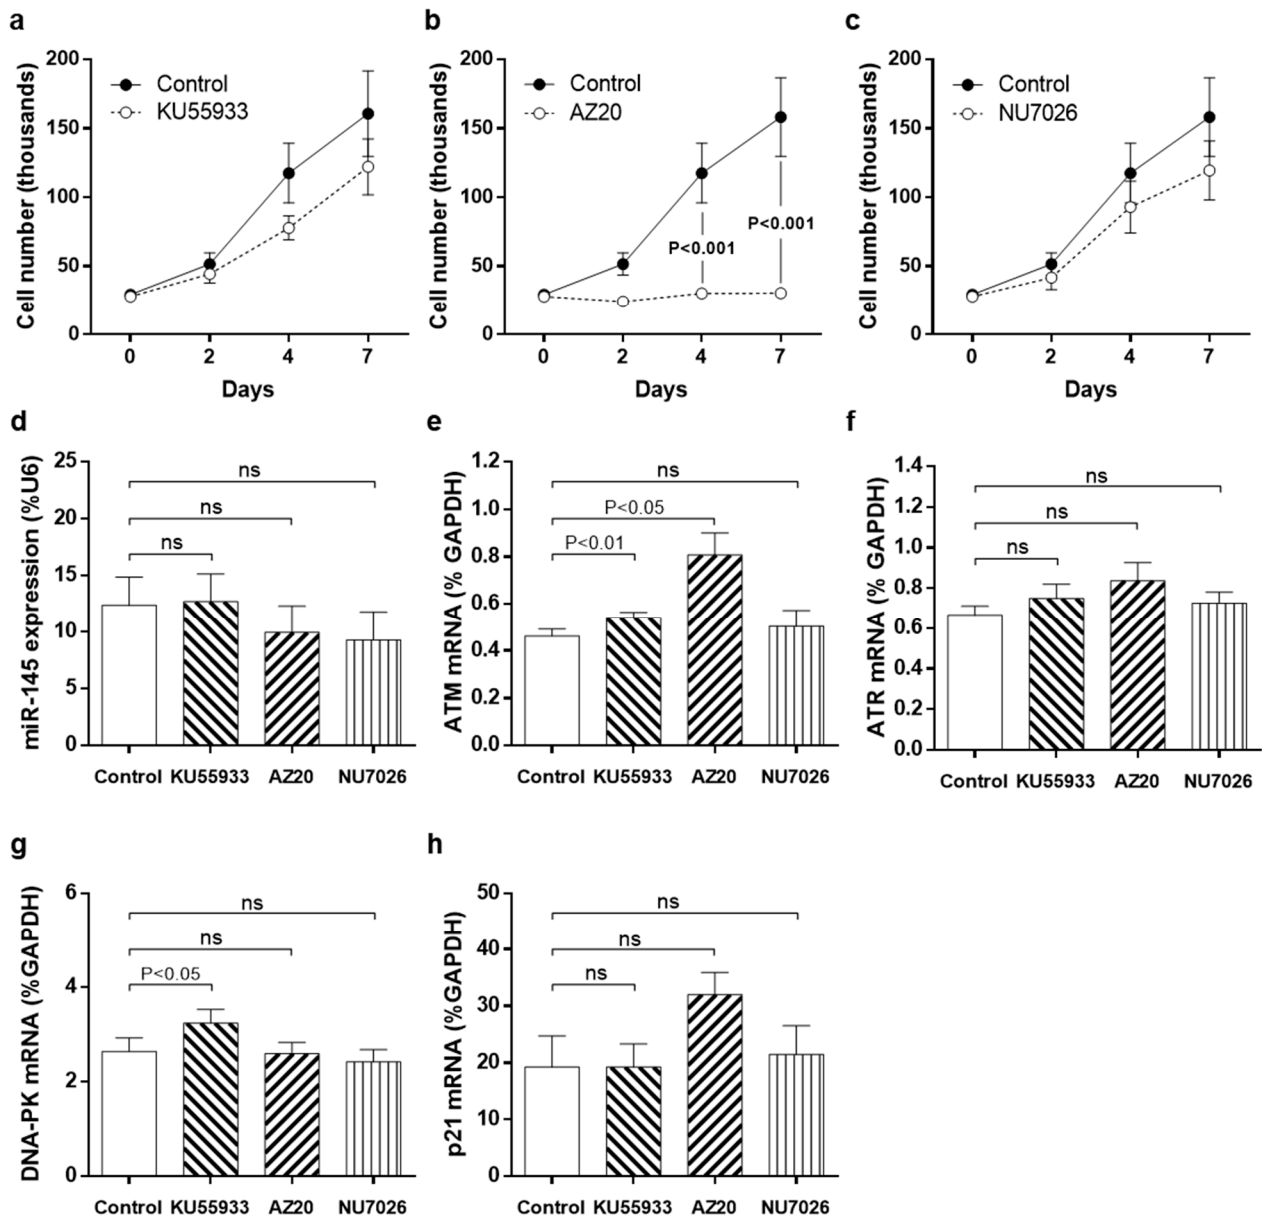 a
Cell number (thousands)
200
150
100
50
0
Control
KU55933
0 2 4 7
Days
b
Cell number (thousands)
200
150
100
50
0
Control
AZ20
P<0.001
P<0.001
0 2 4 7
Days
c
Cell number (thousands)
200
150
100
50
0
Control
NU7026
0 2 4 7
Days
d
miR-145 expression (%U6)
25
20
15
10
5
0
ns
ns
ns
Control KU55933 AZ20 NU7026
e
ATM mRNA (% GAPDH)
1.2
1.0
0.8
0.6
0.4
0.2
0.0
ns
P<0.05
P<0.01
Control KU55933 AZ20 NU7026
f
ATR mRNA (% GAPDH)
1.4
1.2
1.0
0.8
0.6
0.4
0.2
0.0
ns
ns
ns
Control KU55933 AZ20 NU7026
g
DNA-PK mRNA (%GAPDH)
6
4
2
0
ns
ns
P<0.05
Control KU55933 AZ20 NU7026
h
p21 mRNA (%GAPDH)
50
40
30
20
10
0
ns
ns
ns
Control KU55933 AZ20 NU7026